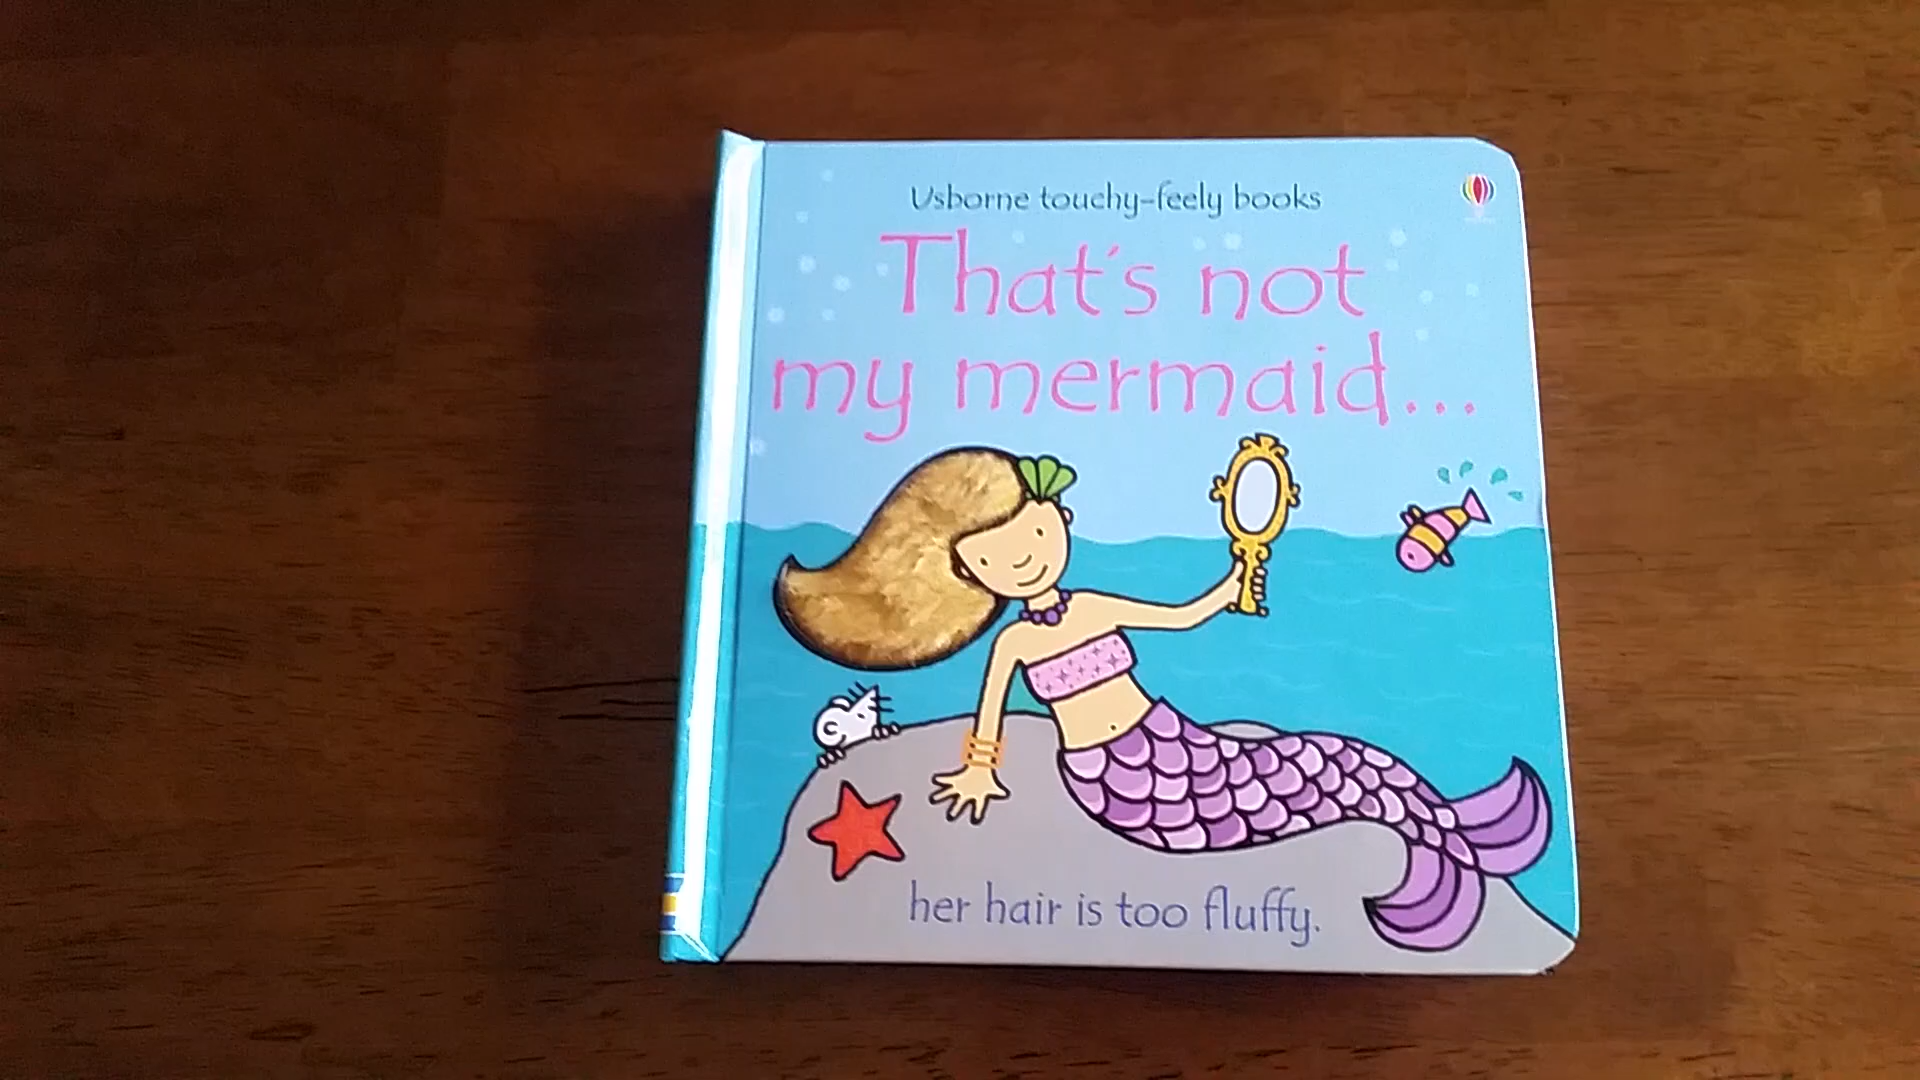 Usborne touchy-feely books
That's not
my mermaid...
her hair is too fluffy.